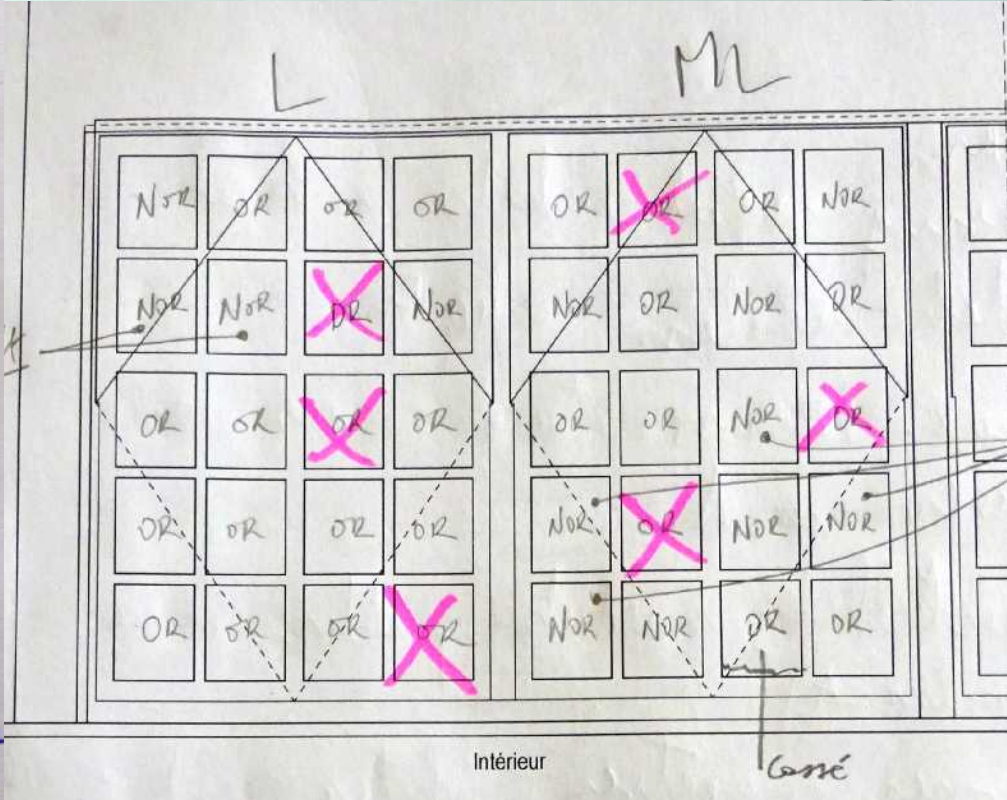 L ML
NOR OR OR OR OR OR OR NOR
NOR NOR OR NOR NOR OR NOR OR
OR OR OR OR OR OR NOR OR
OR OR OR OR NOR OR NOR NOR
OR OR OR OR NOR NOR OR OR
Intérieur
Cassé